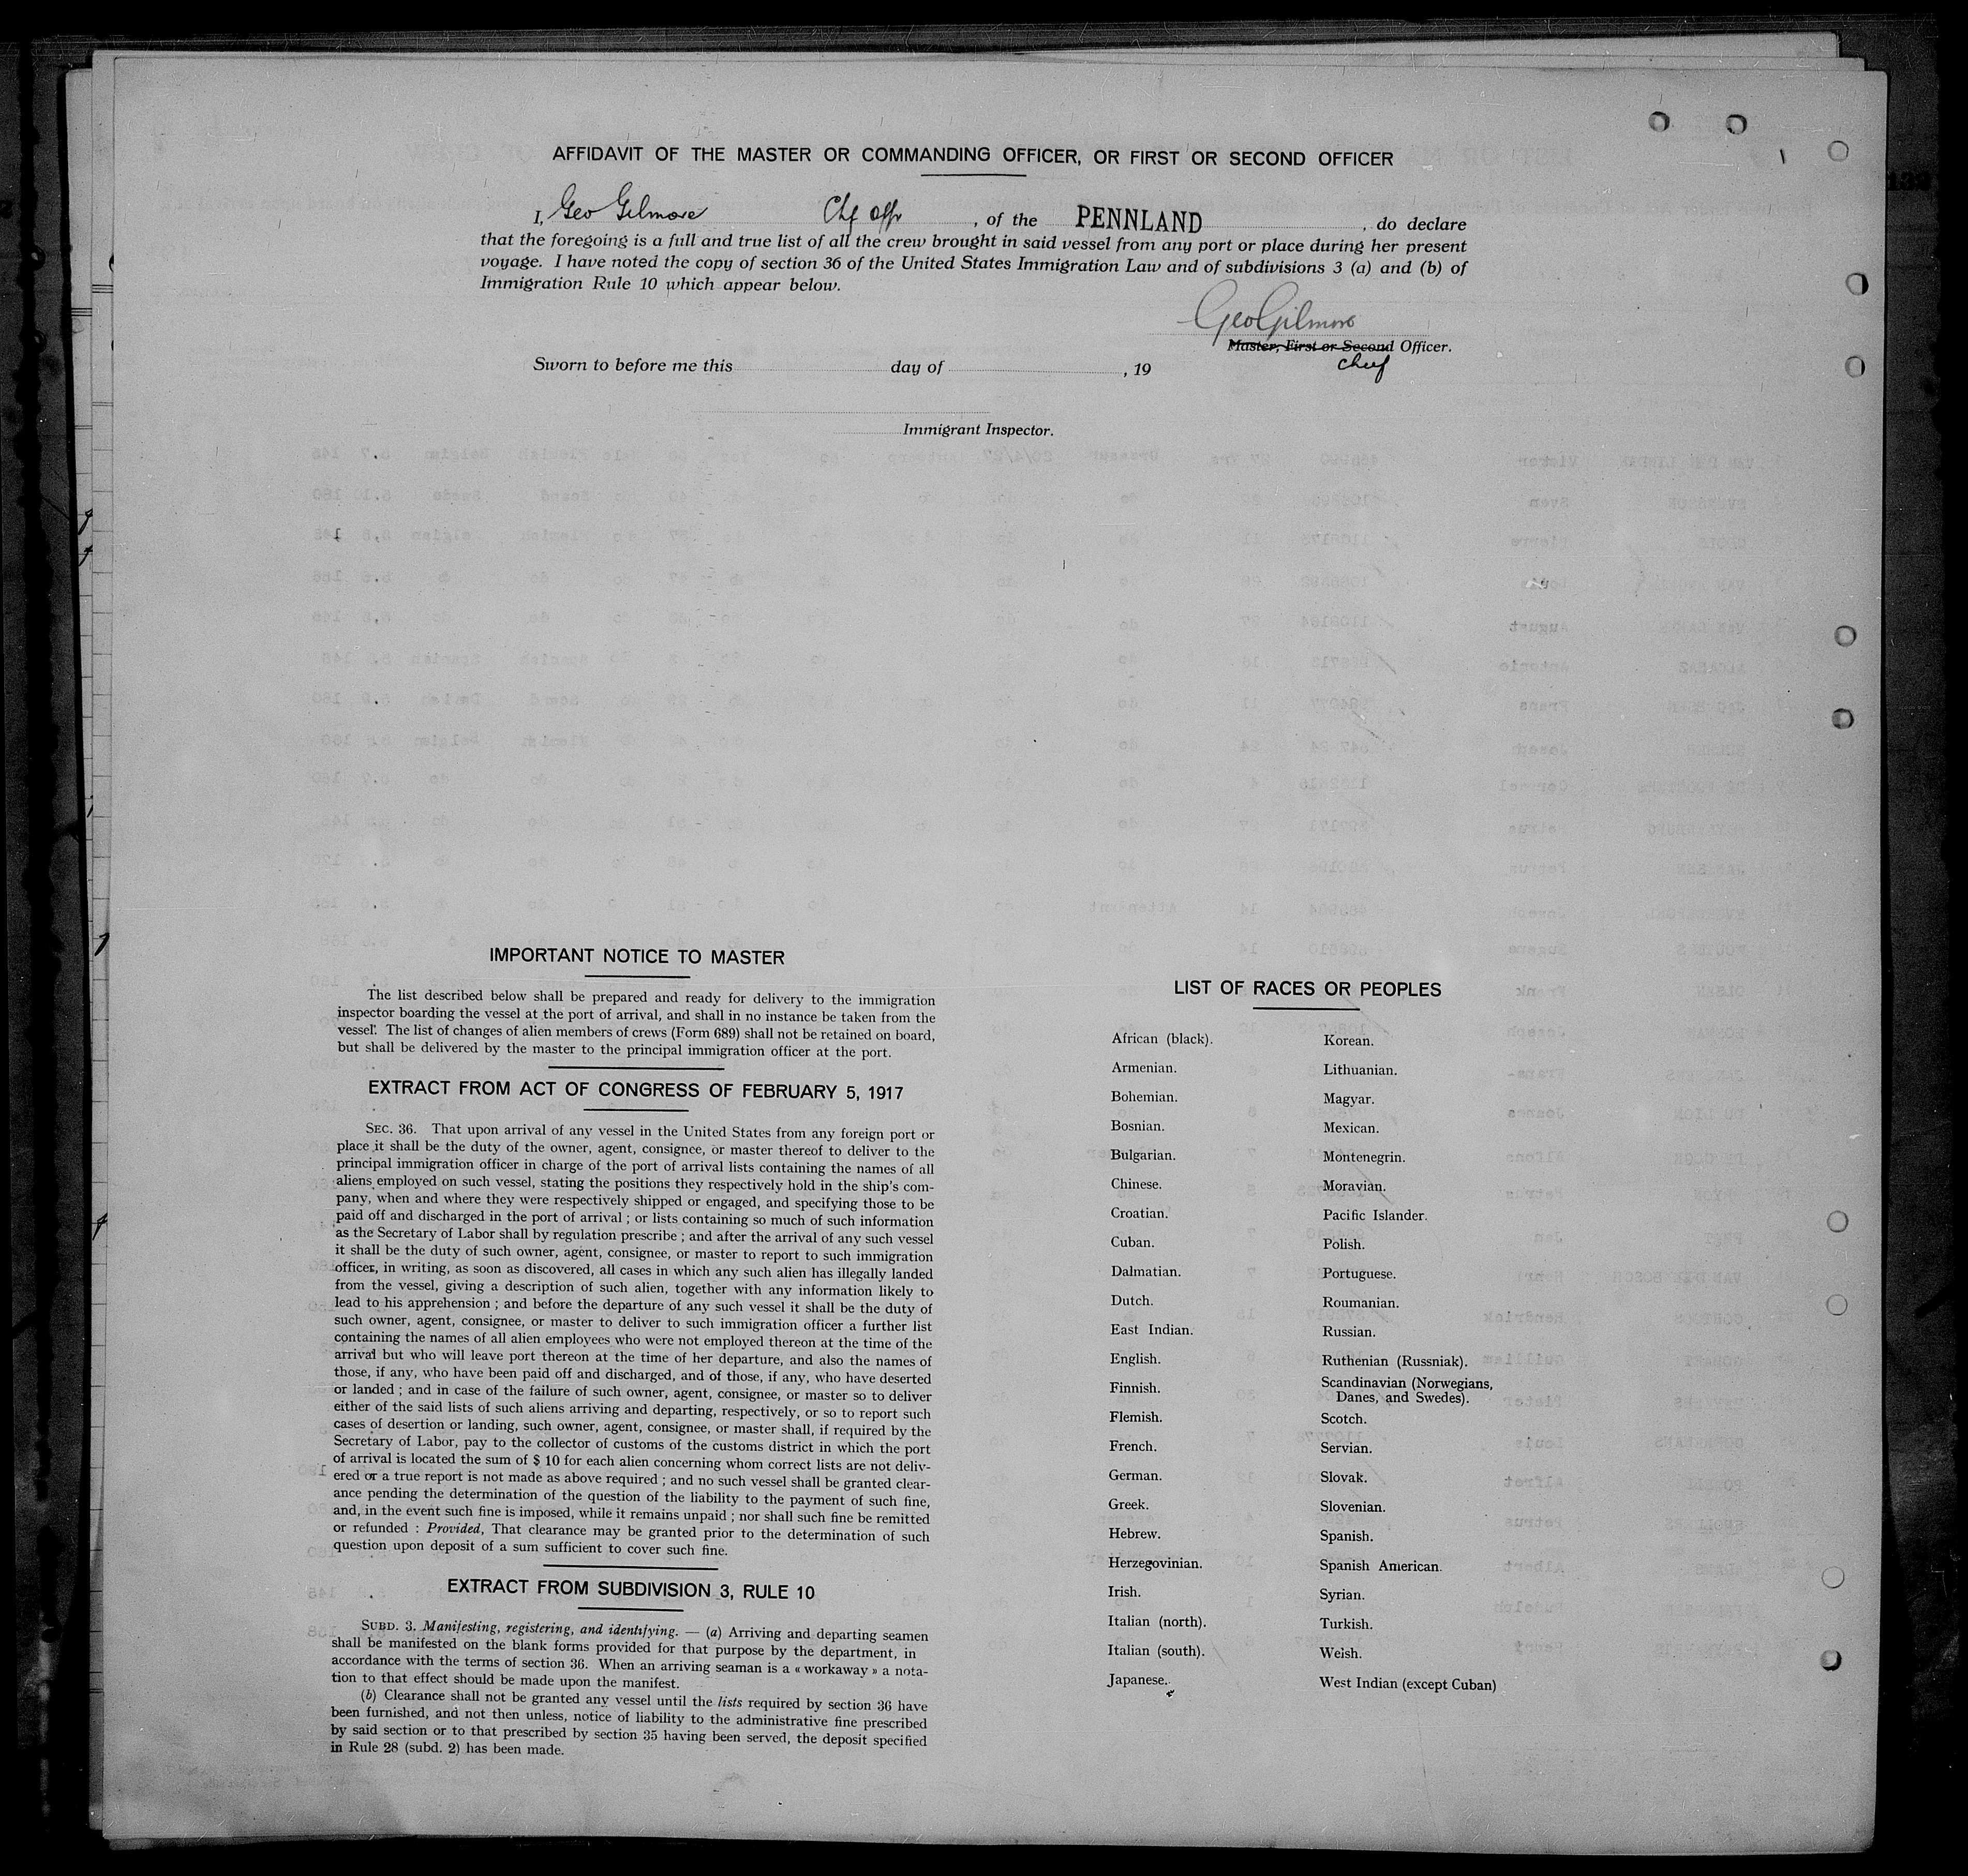 AFFIDAVIT OF THE MASTER OR COMMANDING OFFICER, OR FIRST OR SECOND OFFICER
I, Geo Gilmore Chf offr , of the PENNLAND , do declare
that the foregoing is a full and true list of all the crew brought in said vessel from any port or place during her present
voyage. I have noted the copy of section 36 of the United States Immigration Law and of subdivisions 3 (a) and (b) of
Immigration Rule 10 which appear below.
Geo Gilmore
Master, First or Second Officer.
Chief
Sworn to before me this day of , 19
Immigrant Inspector.
IMPORTANT NOTICE TO MASTER
The list described below shall be prepared and ready for delivery to the immigration
inspector boarding the vessel at the port of arrival, and shall in no instance be taken from the
vessel. The list of changes of alien members of crews (Form 689) shall not be retained on board,
but shall be delivered by the master to the principal immigration officer at the port.
EXTRACT FROM ACT OF CONGRESS OF FEBRUARY 5, 1917
SEC. 36. That upon arrival of any vessel in the United States from any foreign port or
place it shall be the duty of the owner, agent, consignee, or master thereof to deliver to the
principal immigration officer in charge of the port of arrival lists containing the names of all
aliens employed on such vessel, stating the positions they respectively hold in the ship's com-
pany, when and where they were respectively shipped or engaged, and specifying those to be
paid off and discharged in the port of arrival ; or lists containing so much of such information
as the Secretary of Labor shall by regulation prescribe ; and after the arrival of any such vessel
it shall be the duty of such owner, agent, consignee, or master to report to such immigration
officer, in writing, as soon as discovered, all cases in which any such alien has illegally landed
from the vessel, giving a description of such alien, together with any information likely to
lead to his apprehension ; and before the departure of any such vessel it shall be the duty of
such owner, agent, consignee, or master to deliver to such immigration officer a further list
containing the names of all alien employees who were not employed thereon at the time of the
arrival but who will leave port thereon at the time of her departure, and also the names of
those, if any, who have been paid off and discharged, and of those, if any, who have deserted
or landed ; and in case of the failure of such owner, agent, consignee, or master so to deliver
either of the said lists of such aliens arriving and departing, respectively, or so to report such
cases of desertion or landing, such owner, agent, consignee, or master shall, if required by the
Secretary of Labor, pay to the collector of customs of the customs district in which the port
of arrival is located the sum of $ 10 for each alien concerning whom correct lists are not deliv-
ered or a true report is not made as above required ; and no such vessel shall be granted clear-
ance pending the determination of the question of the liability to the payment of such fine,
and, in the event such fine is imposed, while it remains unpaid ; nor shall such fine be remitted
or refunded : Provided, That clearance may be granted prior to the determination of such
question upon deposit of a sum sufficient to cover such fine.
EXTRACT FROM SUBDIVISION 3, RULE 10
SUBD. 3. Manifesting, registering, and identifying. — (a) Arriving and departing seamen
shall be manifested on the blank forms provided for that purpose by the department, in
accordance with the terms of section 36. When an arriving seaman is a « workaway » a nota-
tion to that effect should be made upon the manifest.
(b) Clearance shall not be granted any vessel until the lists required by section 36 have
been furnished, and not then unless, notice of liability to the administrative fine prescribed
by said section or to that prescribed by section 35 having been served, the deposit specified
in Rule 28 (subd. 2) has been made.
LIST OF RACES OR PEOPLES
African (black).
Armenian.
Bohemian.
Bosnian.
Bulgarian.
Chinese.
Croatian.
Cuban.
Dalmatian.
Dutch.
East Indian.
English.
Finnish.
Flemish.
French.
German.
Greek.
Hebrew.
Herzegovinian.
Irish.
Italian (north).
Italian (south).
Japanese.
Korean.
Lithuanian.
Magyar.
Mexican.
Montenegrin.
Moravian.
Pacific Islander.
Polish.
Portuguese.
Roumanian.
Russian.
Ruthenian (Russniak).
Scandinavian (Norwegians,
Danes, and Swedes).
Scotch.
Servian.
Slovak.
Slovenian.
Spanish.
Spanish American.
Syrian.
Turkish.
Welsh.
West Indian (except Cuban)